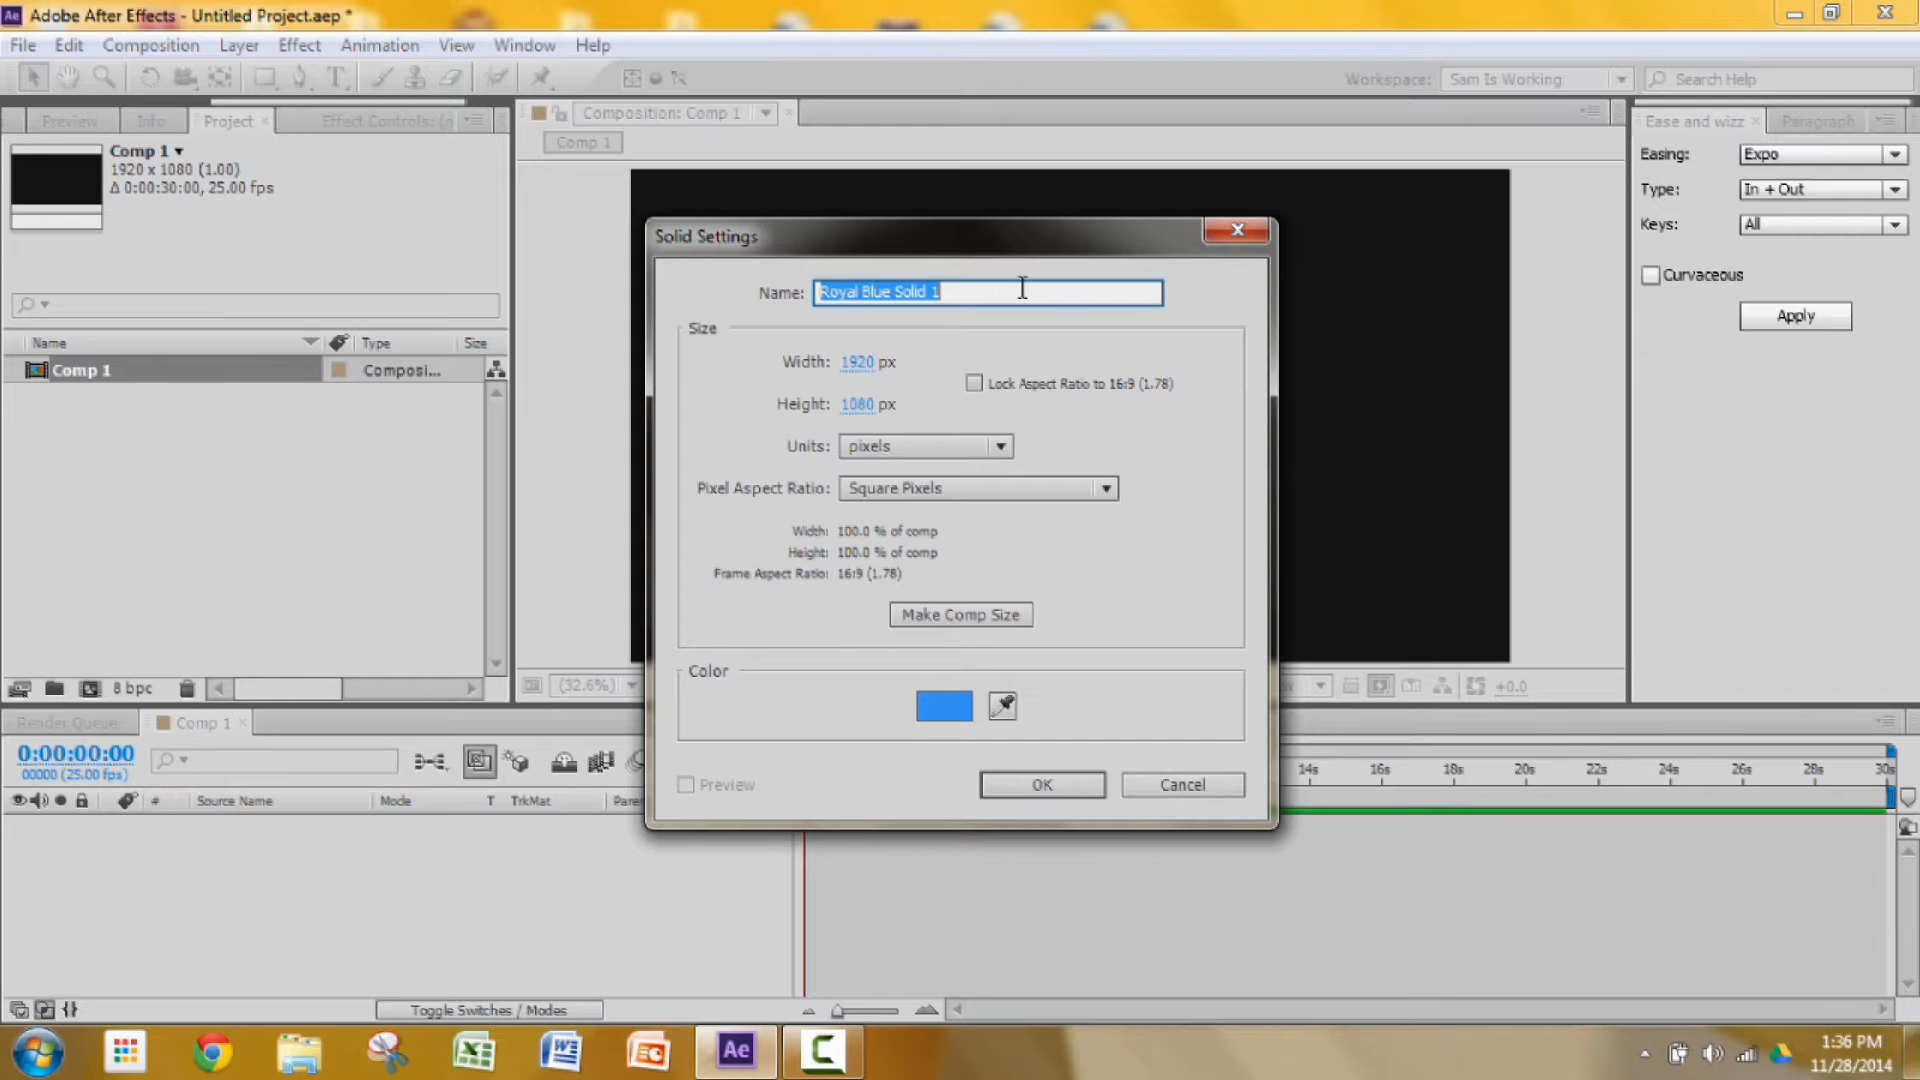 Adobe After Effects - Untitled Project.aep *
File Edit Composition Layer Effect Animation View Window Help
Workspace: Sam Is Working Search Help
Preview Info Project Effect Controls: (n
Composition: Comp 1
Ease and wizz Paragraph
Comp 1
1920 x 1080 (1.00)
Δ 0:00:30:00, 25.00 fps
Comp 1
Easing: Expo
Type: In + Out
Keys: All
Curvaceous
Apply
Name Type Size
Comp 1 Composi...
Solid Settings
Name: Royal Blue Solid 1
Size
Width: 1920 px
Lock Aspect Ratio to 16:9 (1.78)
Height: 1080 px
Units: pixels
Pixel Aspect Ratio: Square Pixels
Width: 100.0 % of comp
Height: 100.0 % of comp
Frame Aspect Ratio: 16:9 (1.78)
Make Comp Size
Color
Preview OK Cancel
8 bpc
(32.6%)
+0.0
Render Queue Comp 1
0:00:00:00
00000 (25.00 fps)
14s 16s 18s 20s 22s 24s 26s 28s 30s
# Source Name Mode T TrkMat Paren
Toggle Switches / Modes
Ae
1:36 PM
11/28/2014